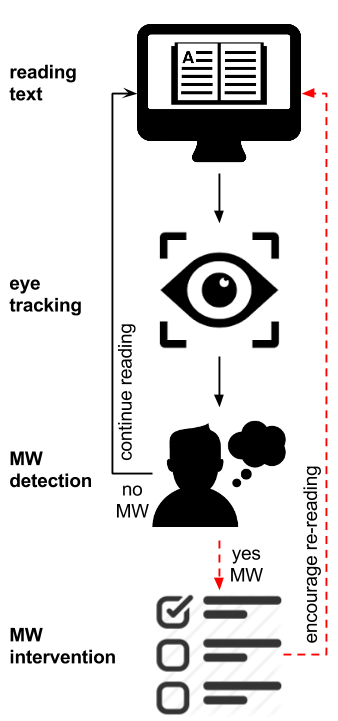 reading
text
A
eye
tracking
continue reading
MW
detection
no
MW
yes
MW
encourage re-reading
MW
intervention